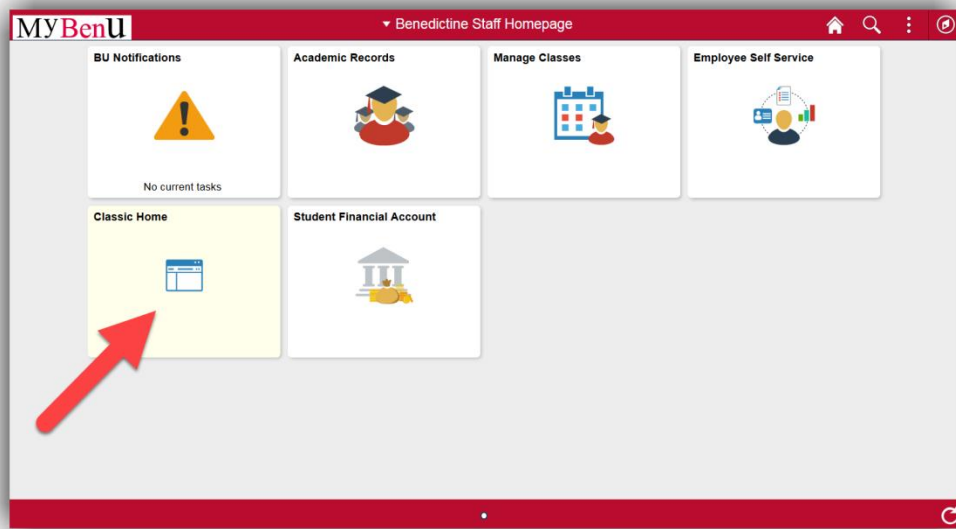 MyBenU
Benedictine Staff Homepage
BU Notifications
No current tasks
Academic Records
Manage Classes
Employee Self Service
Classic Home
Student Financial Account